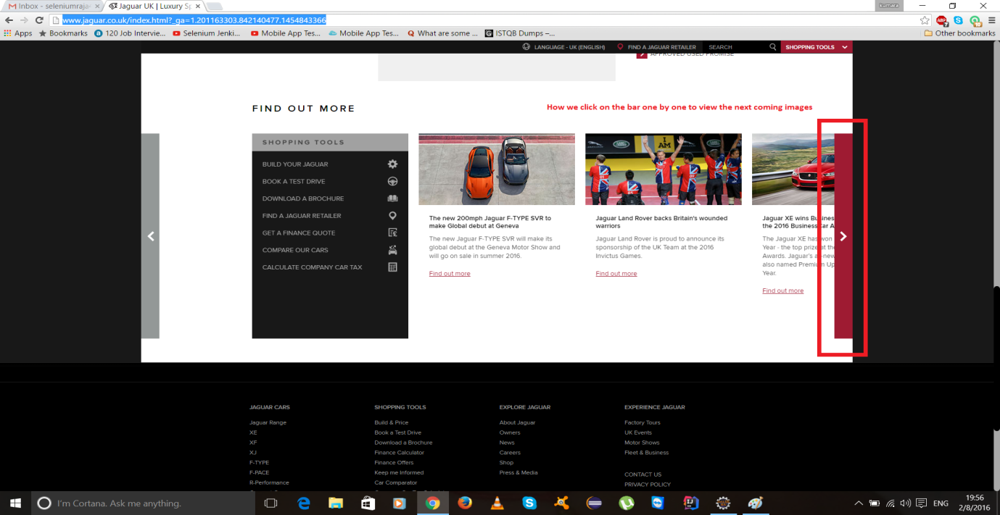 Inbox - seleniumraja
Jaguar UK | Luxury Sp
kumara
www.jaguar.co.uk/index.html?_ga=1.201163303.842140477.1454843366
Apps Bookmarks 120 Job Intervie... Selenium Jenki... Mobile App Tes... Mobile App Tes... What are some ... ISTQB Dumps –... Other bookmarks
LANGUAGE - UK (ENGLISH) FIND A JAGUAR RETAILER SEARCH SHOPPING TOOLS
APPROVED USED PROMISE
FIND OUT MORE
How we click on the bar one by one to view the next coming images
SHOPPING TOOLS
BUILD YOUR JAGUAR
BOOK A TEST DRIVE
DOWNLOAD A BROCHURE
FIND A JAGUAR RETAILER
GET A FINANCE QUOTE
COMPARE OUR CARS
CALCULATE COMPANY CAR TAX
I AM
The new 200mph Jaguar F-TYPE SVR to
make Global debut at Geneva
The new Jaguar F-TYPE SVR will make its
global debut at the Geneva Motor Show and
will go on sale in summer 2016.
Find out more
Jaguar Land Rover backs Britain's wounded
warriors
Jaguar Land Rover is proud to announce its
sponsorship of the UK Team at the 2016
Invictus Games.
Find out more
Jaguar XE wins Busines
the 2016 Business Car A
The Jaguar XE has won
Year - the top prize at the
Awards. Jaguar's all-new
also named Premium Up
Year.
Find out more
JAGUAR CARS
Jaguar Range
XE
XF
XJ
F-TYPE
F-PACE
R-Performance
SHOPPING TOOLS
Build & Price
Book a Test Drive
Download a Brochure
Finance Calculator
Finance Offers
Keep me Informed
Car Comparator
EXPLORE JAGUAR
About Jaguar
Owners
News
Careers
Shop
Press & Media
EXPERIENCE JAGUAR
Factory Tours
UK Events
Motor Shows
Fleet & Business
CONTACT US
PRIVACY POLICY
I'm Cortana. Ask me anything.
ENG
19:56
2/8/2016